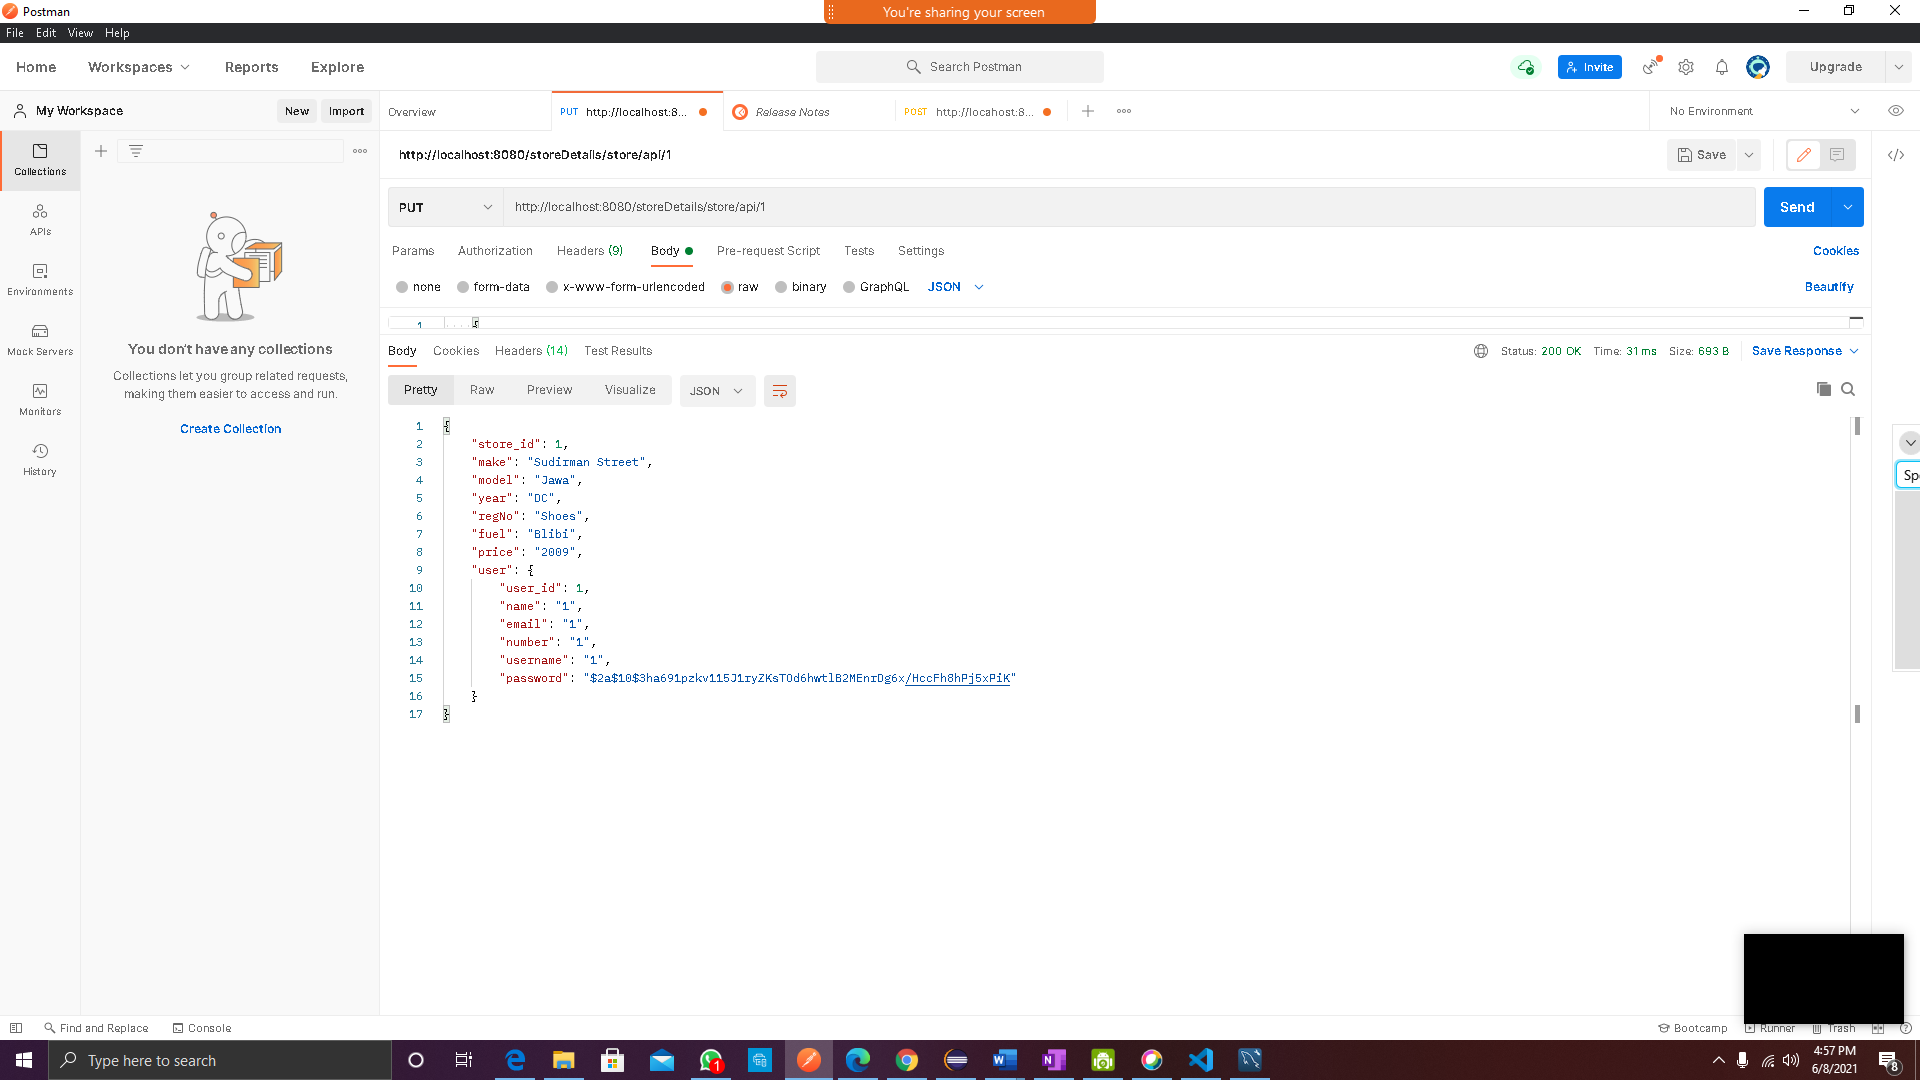 Postman
You're sharing your screen
File Edit View Help
Home Workspaces Reports Explore
Search Postman
Invite
Upgrade
My Workspace
New Import
Overview
PUT http://localhost:8...
Release Notes
POST http://locahost:8...
No Environment
Collections
APIs
Environments
Mock Servers
Monitors
History
You don't have any collections
Collections let you group related requests,
making them easier to access and run.
Create Collection
http://localhost:8080/storeDetails/store/api/1
Save
PUT
http://localhost:8080/storeDetails/store/api/1
Send
Params Authorization Headers (9) Body Pre-request Script Tests Settings
Cookies
none form-data x-www-form-urlencoded raw binary GraphQL JSON
Beautify
1 {
Body Cookies Headers (14) Test Results
Status: 200 OK Time: 31 ms Size: 693 B
Save Response
Pretty Raw Preview Visualize JSON
1 {
2 "store_id": 1,
3 "make": "Sudirman Street",
4 "model": "Jawa",
5 "year": "DC",
6 "regNo": "Shoes",
7 "fuel": "Blibi",
8 "price": "2009",
9 "user": {
10 "user_id": 1,
11 "name": "1",
12 "email": "1",
13 "number": "1",
14 "username": "1",
15 "password": "$2a$10$3ha691pzkv115J1ryZKsTOd6hwtlB2MEnrDg6x/HccFh8hPj5xPiK"
16 }
17 }
Find and Replace Console
Bootcamp Runner Trash
Type here to search
1
4:57 PM
6/8/2021
8